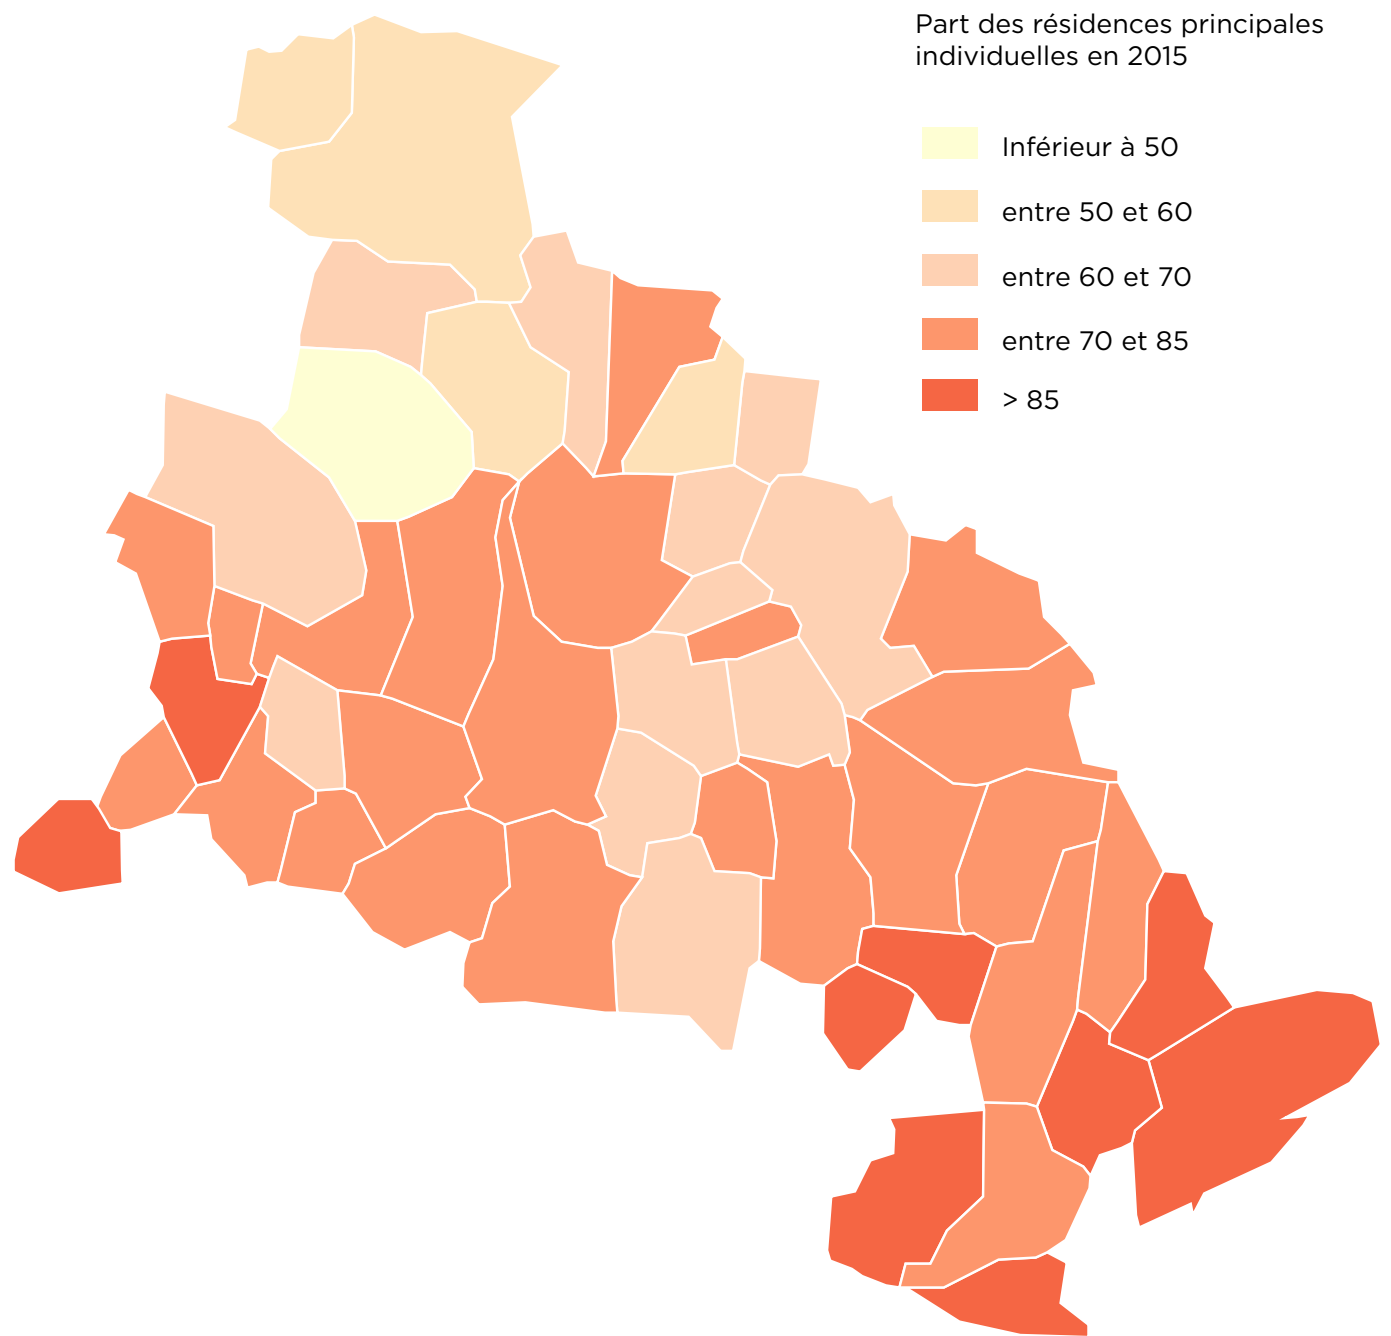 Part des résidences principales
individuelles en 2015
Inférieur à 50
entre 50 et 60
entre 60 et 70
entre 70 et 85
> 85